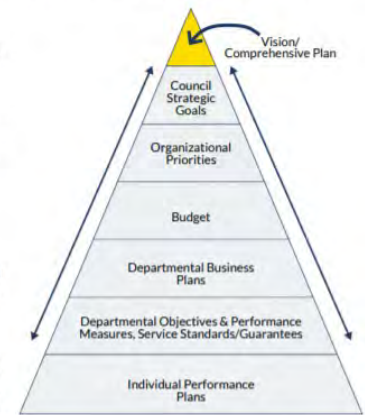 Vision/
Comprehensive Plan
Council
Strategic
Goals
Organizational
Priorities
Budget
Departmental Business
Plans
Departmental Objectives & Performance
Measures, Service Standards/Guarantees
Individual Performance
Plans